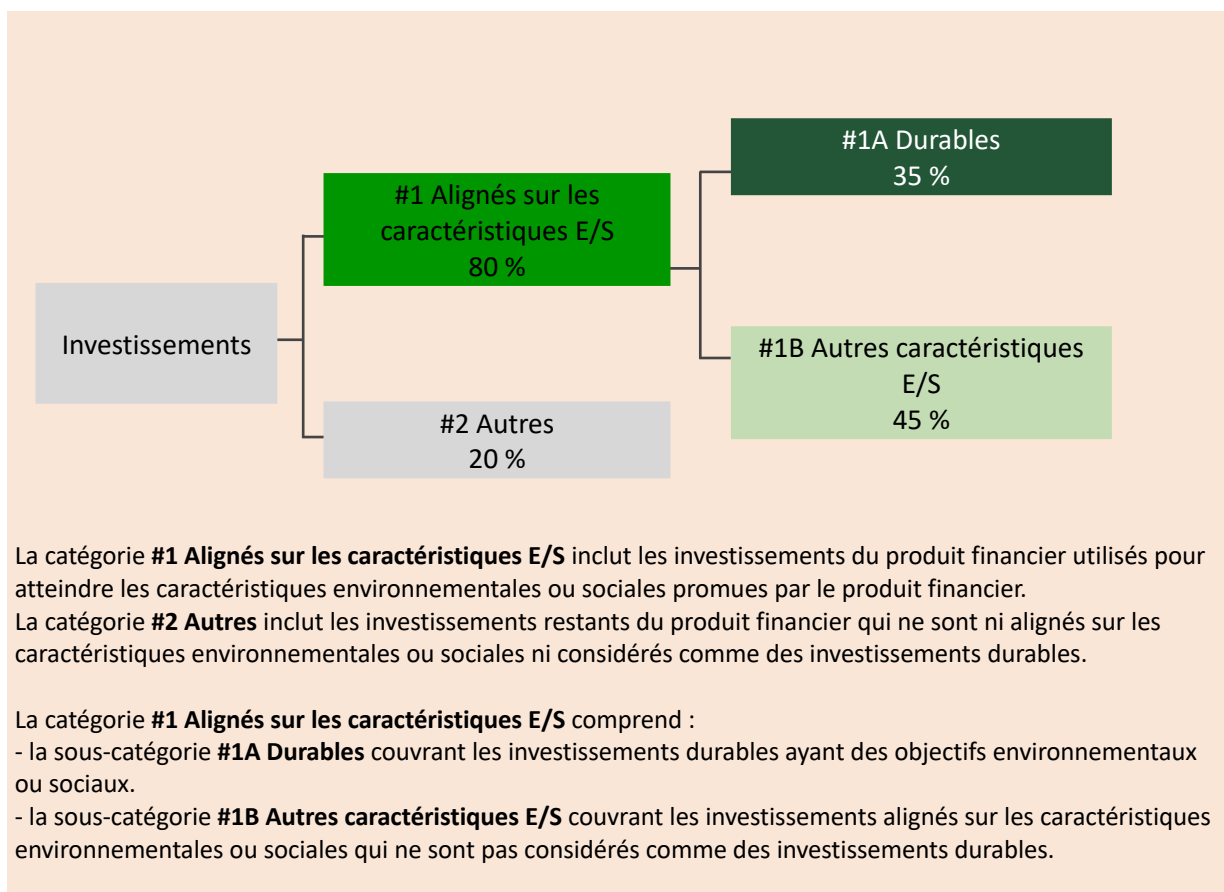 #1A Durables
35 %
#1 Alignés sur les
caractéristiques E/S
80 %
Investissements
#1B Autres caractéristiques
E/S
45 %
#2 Autres
20 %
La catégorie #1 Alignés sur les caractéristiques E/S inclut les investissements du produit financier utilisés pour
atteindre les caractéristiques environnementales ou sociales promues par le produit financier.
La catégorie #2 Autres inclut les investissements restants du produit financier qui ne sont ni alignés sur les
caractéristiques environnementales ou sociales ni considérés comme des investissements durables.
La catégorie #1 Alignés sur les caractéristiques E/S comprend :
- la sous-catégorie #1A Durables couvrant les investissements durables ayant des objectifs environnementaux
ou sociaux.
- la sous-catégorie #1B Autres caractéristiques E/S couvrant les investissements alignés sur les caractéristiques
environnementales ou sociales qui ne sont pas considérés comme des investissements durables.